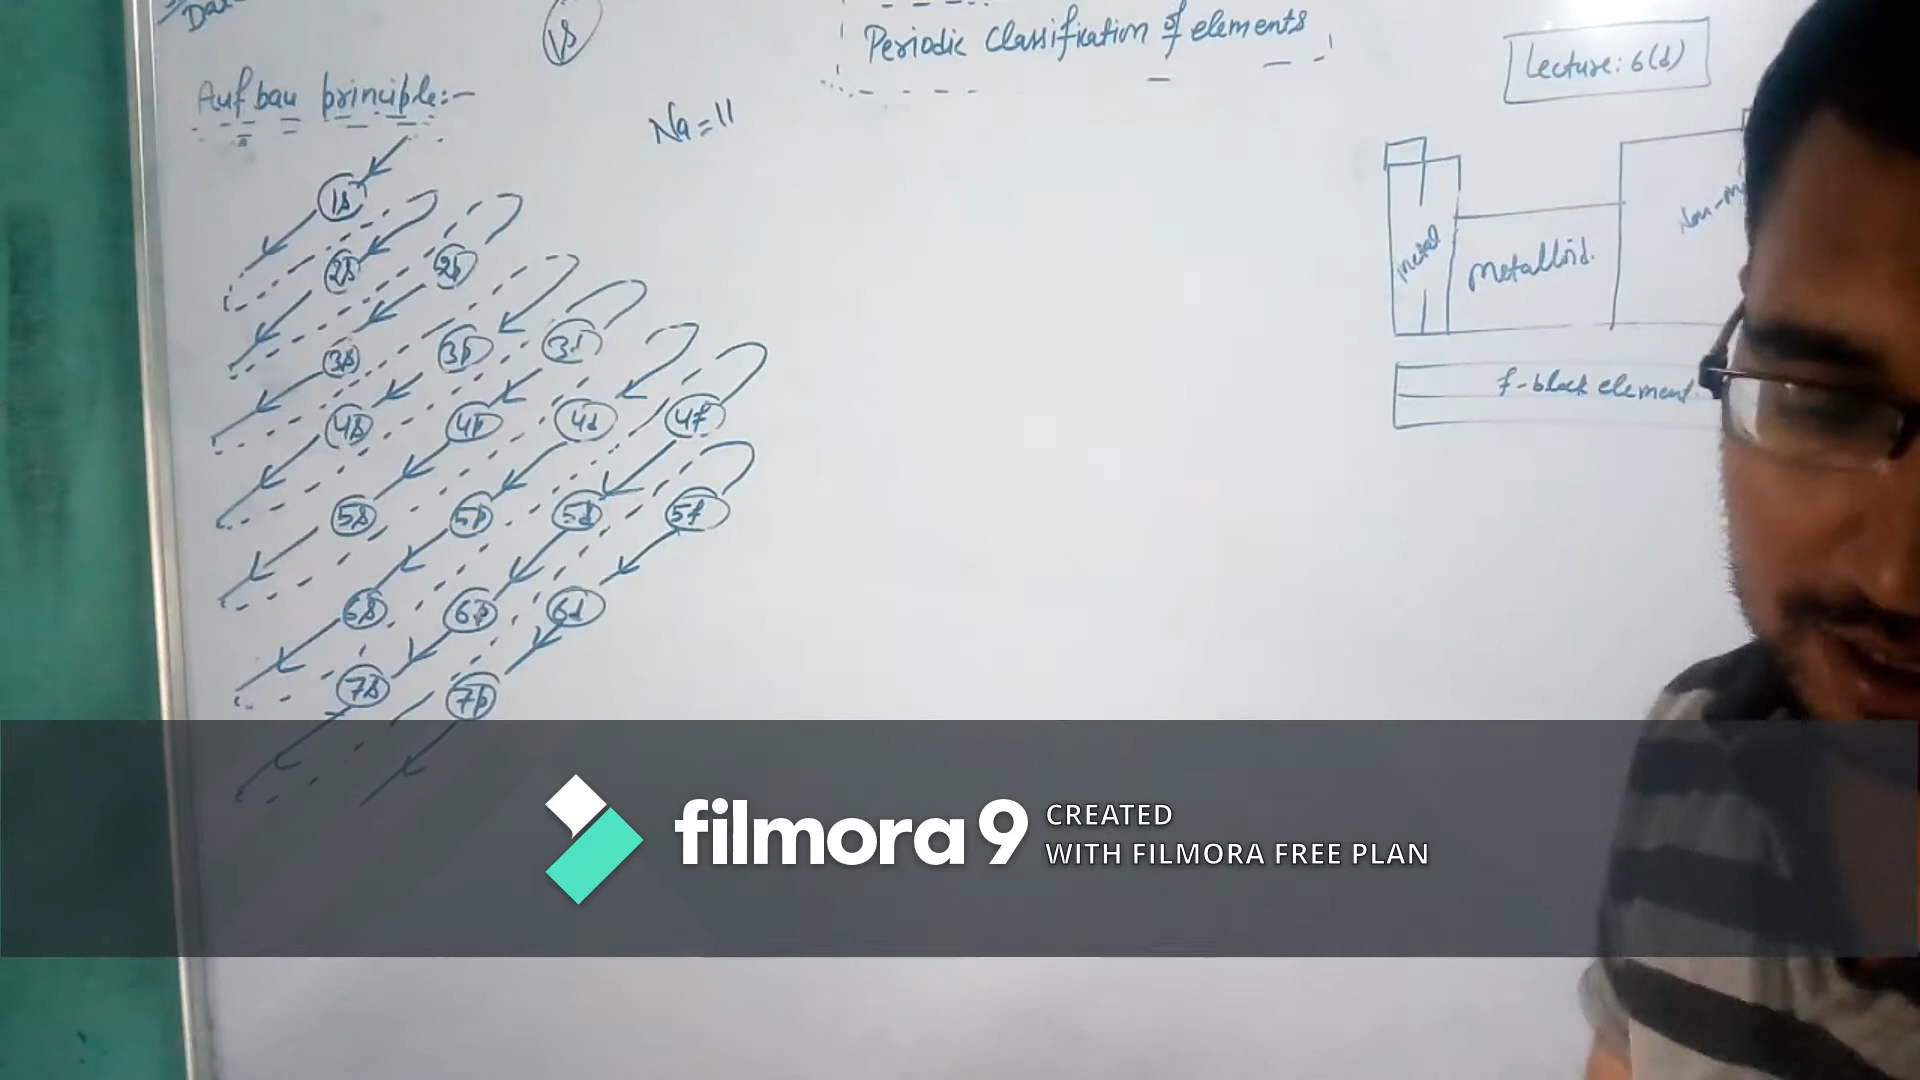 1s
Periodic Classification of elements
Lecture: 6(d)
Aufbau principle:-
Na=11
1s
2s 2p
3s 3p 3d
4s 4p 4d 4f
5s 5p 5d 5f
6s 6p 6d
7s 7p
metal
metalloid.
f-block element
filmora9
CREATED
WITH FILMORA FREE PLAN